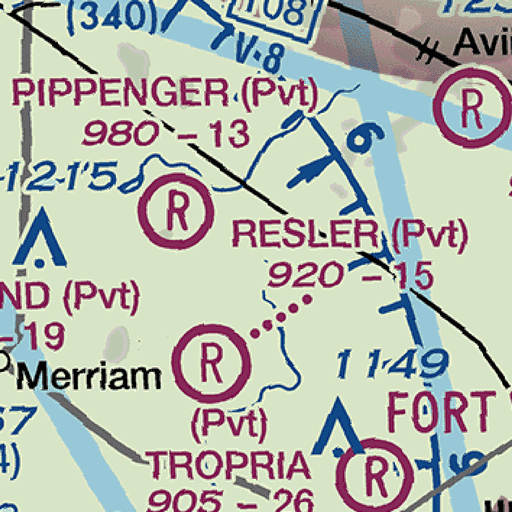 108
(340)
V-8
R
PIPPENGER (Pvt)
980 - 13
6
1215
R
RESLER (Pvt)
920 - 15
ND (Pvt)
- 19
R
Merriam
1149
(Pvt)
FORT
TROPRIA
R
905 - 26